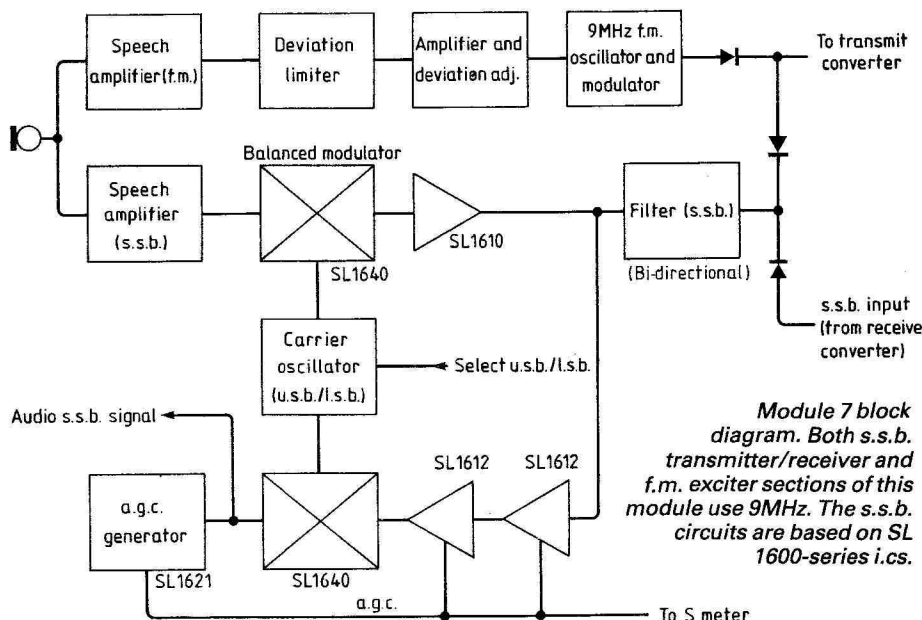 Speech
amplifier(f.m.)
Deviation
limiter
Amplifier and
deviation adj.
9MHz f.m.
oscillator and
modulator
To transmit
converter
Balanced modulator
Speech
amplifier
(s.s.b.)
SL1640
SL1610
Filter (s.s.b.)
(Bi-directional)
s.s.b. input
(from receive
converter)
Carrier
oscillator
(u.s.b./l.s.b.)
Select u.s.b./l.s.b.
Audio s.s.b. signal
SL1612
SL1612
a.g.c.
generator
SL1621
SL1640
a.g.c.
To S meter
Module 7 block
diagram. Both s.s.b.
transmitter/receiver and
f.m. exciter sections of this
module use 9MHz. The s.s.b.
circuits are based on SL
1600-series i.cs.